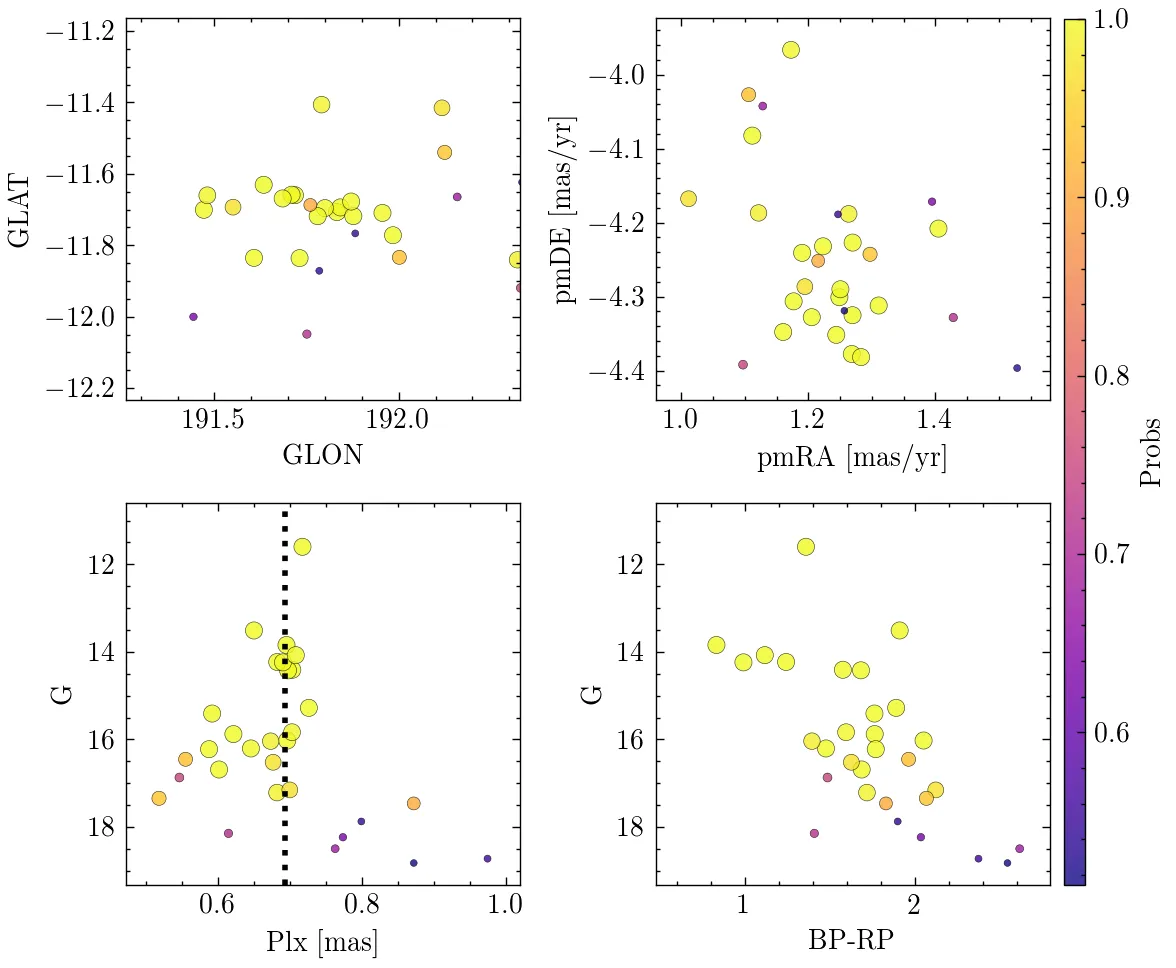 −11.2
−11.4
−11.6
−11.8
−12.0
−12.2
GLAT
191.5 192.0
GLON
−4.0
−4.1
−4.2
−4.3
−4.4
pmDE [mas/yr]
1.0 1.2 1.4
pmRA [mas/yr]
1.0
0.9
0.8
0.7
0.6
Probs
12
14
16
18
G
0.6 0.8 1.0
Plx [mas]
12
14
16
18
G
1 2
BP-RP